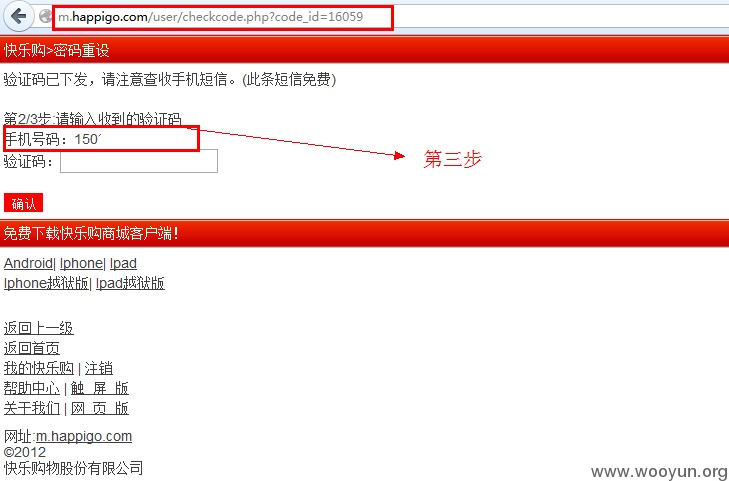 m.happigo.com/user/checkcode.php?code_id=16059
快乐购>密码重设
验证码已下发，请注意查收手机短信。(此条短信免费)
第2/3步:请输入收到的验证码
手机号码：150
第三步
验证码：
确认
免费下载快乐购商城客户端！
Android| Iphone| Ipad
Iphone越狱版| Ipad越狱版
返回上一级
返回首页
我的快乐购 | 注销
帮助中心 | 触 屏 版
关于我们 | 网 页 版
网址:m.happigo.com
©2012
快乐购物股份有限公司
www.wooyun.org